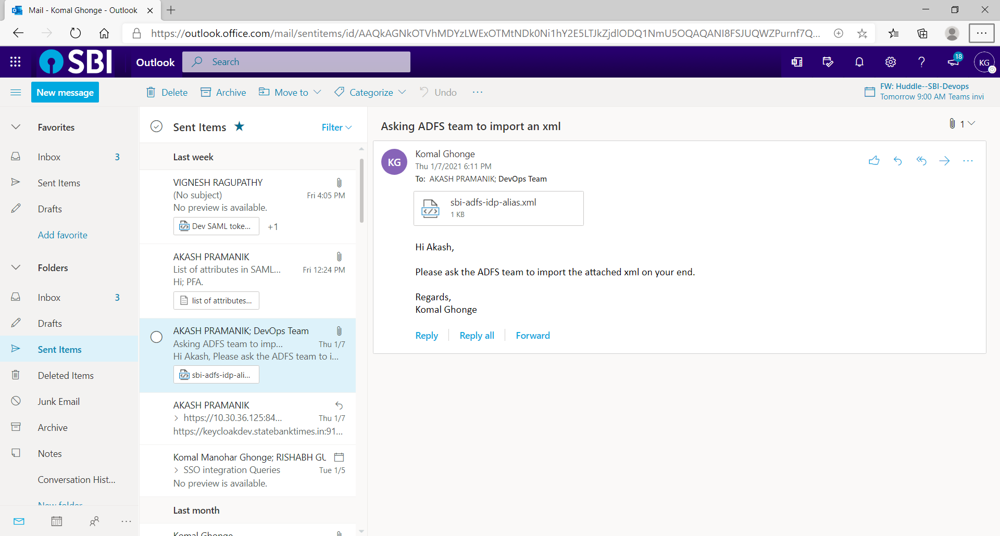 Mail - Komal Ghonge - Outlook
https://outlook.office.com/mail/sentitems/id/AAQkAGNkOTVhMDYzLWExOTMtNDk0Ni1hY2E5LTJkZjdlODQ1NmU5OQAQANI8FSJUQWZPurnf7Q...
SBI
Outlook
Search
18
KG
New message
Delete
Archive
Move to
Categorize
Undo
FW: Huddle--SBI-Devops
Tomorrow 9:00 AM Teams invi
Favorites
Inbox 3
Sent Items
Drafts
Add favorite
Folders
Inbox 3
Drafts
Sent Items
Deleted Items
Junk Email
Archive
Notes
Conversation Hist...
New folder
Sent Items
Filter
Last week
VIGNESH RAGUPATHY
(No subject) Fri 4:05 PM
No preview is available.
Dev SAML toke... +1
AKASH PRAMANIK
List of attributes in SAML... Fri 12:24 PM
Hi; PFA.
list of attributes...
AKASH PRAMANIK; DevOps Team
Asking ADFS team to imp... Thu 1/7
Hi Akash, Please ask the ADFS team to i...
sbi-adfs-idp-ali...
AKASH PRAMANIK
> https://10.30.36.125:84... Thu 1/7
https://keycloakdev.statebanktimes.in:91...
Komal Manohar Ghonge; RISHABH GU
> SSO integration Queries Tue 1/5
No preview is available.
Last month
Komal Ghonge
Asking ADFS team to import an xml
1
KG
Komal Ghonge
Thu 1/7/2021 6:11 PM
To: AKASH PRAMANIK; DevOps Team
sbi-adfs-idp-alias.xml
1 KB
Hi Akash,
Please ask the ADFS team to import the attached xml on your end.
Regards,
Komal Ghonge
Reply
Reply all
Forward